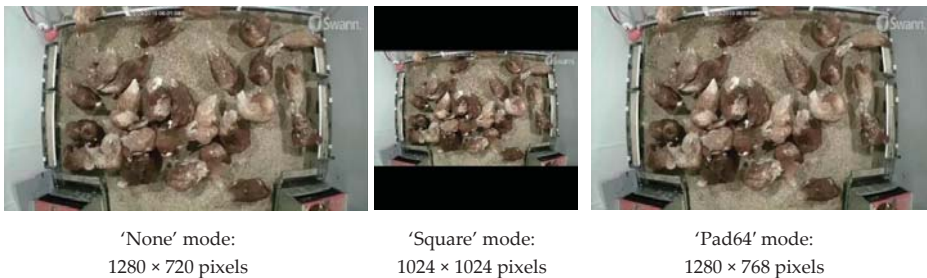 Swann
Swann
Swann
‘None’ mode:
1280 × 720 pixels
‘Square’ mode:
1024 × 1024 pixels
‘Pad64’ mode:
1280 × 768 pixels